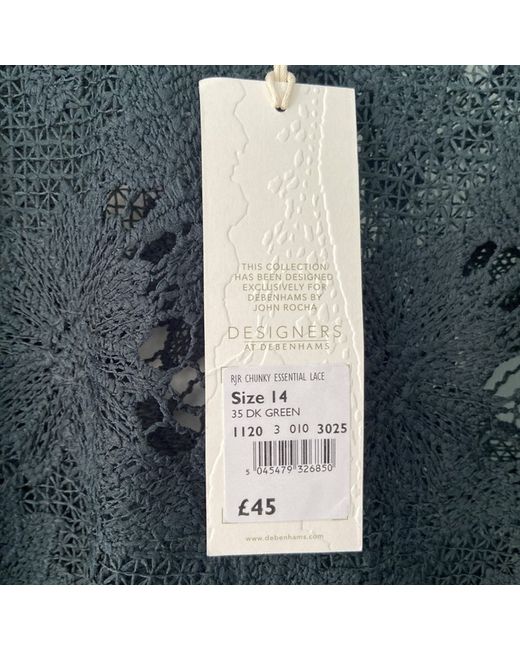 THIS COLLECTION
HAS BEEN DESIGNED
EXCLUSIVELY FOR
DEBENHAMS BY
JOHN ROCHA
DESIGNERS
AT DEBENHAMS
RJR CHUNKY ESSENTIAL LACE
Size 14
35 DK GREEN
1120 3 010 3025
5 045479 326850
£45
www.debenhams.com